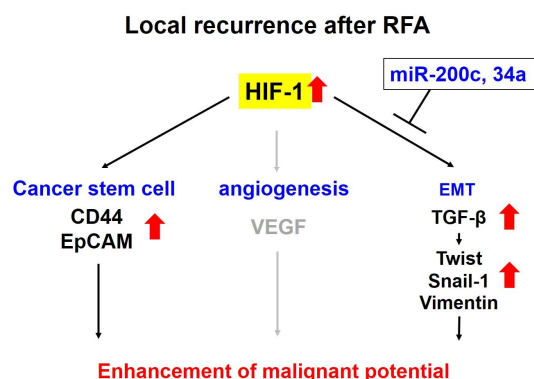 Local recurrence after RFA
miR-200c, 34a
HIF-1
Cancer stem cell
CD44
EpCAM
angiogenesis
VEGF
EMT
TGF-β
Twist
Snail-1
Vimentin
Enhancement of malignant potential